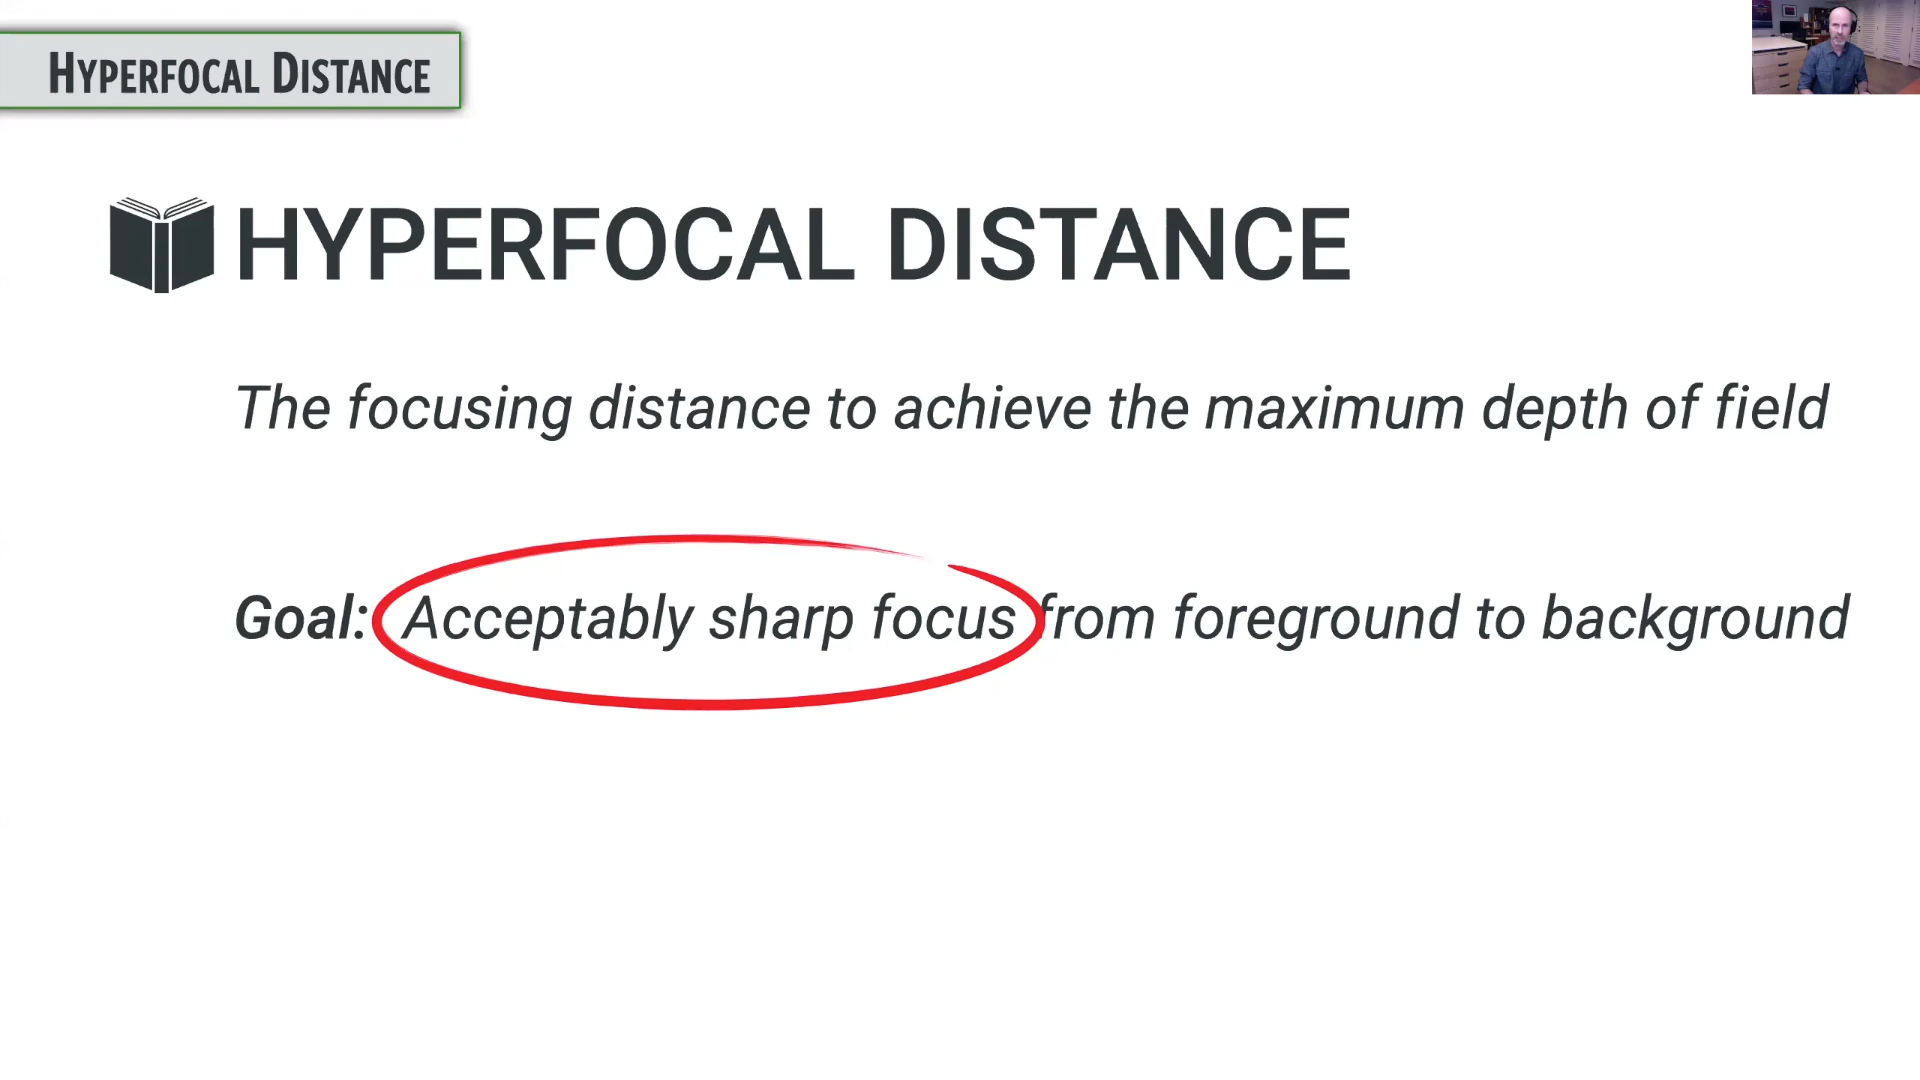 HYPERFOCAL DISTANCE
HYPERFOCAL DISTANCE
The focusing distance to achieve the maximum depth of field
Goal: Acceptably sharp focus from foreground to background